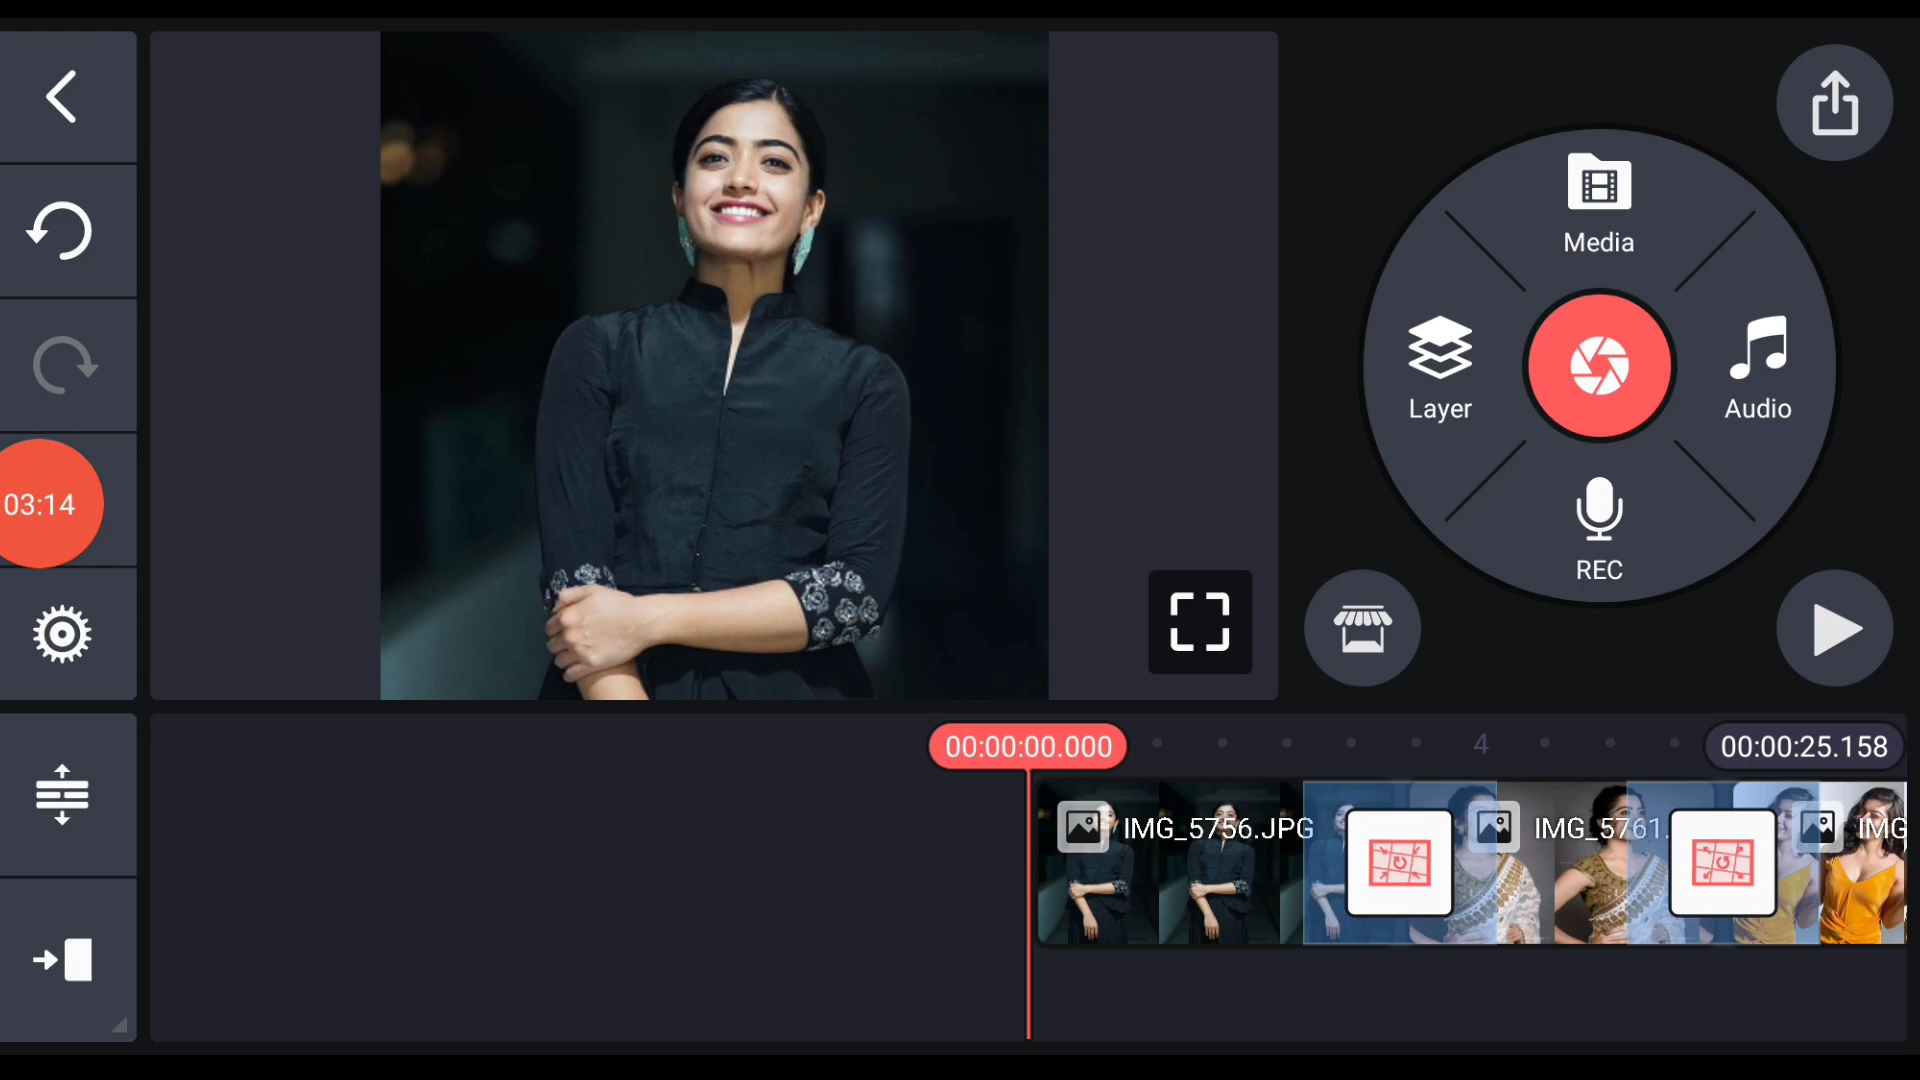 Media
Layer
Audio
REC
03:14
00:00:00.000
4
00:00:25.158
IMG_5756.JPG
IMG_5761.
IMG